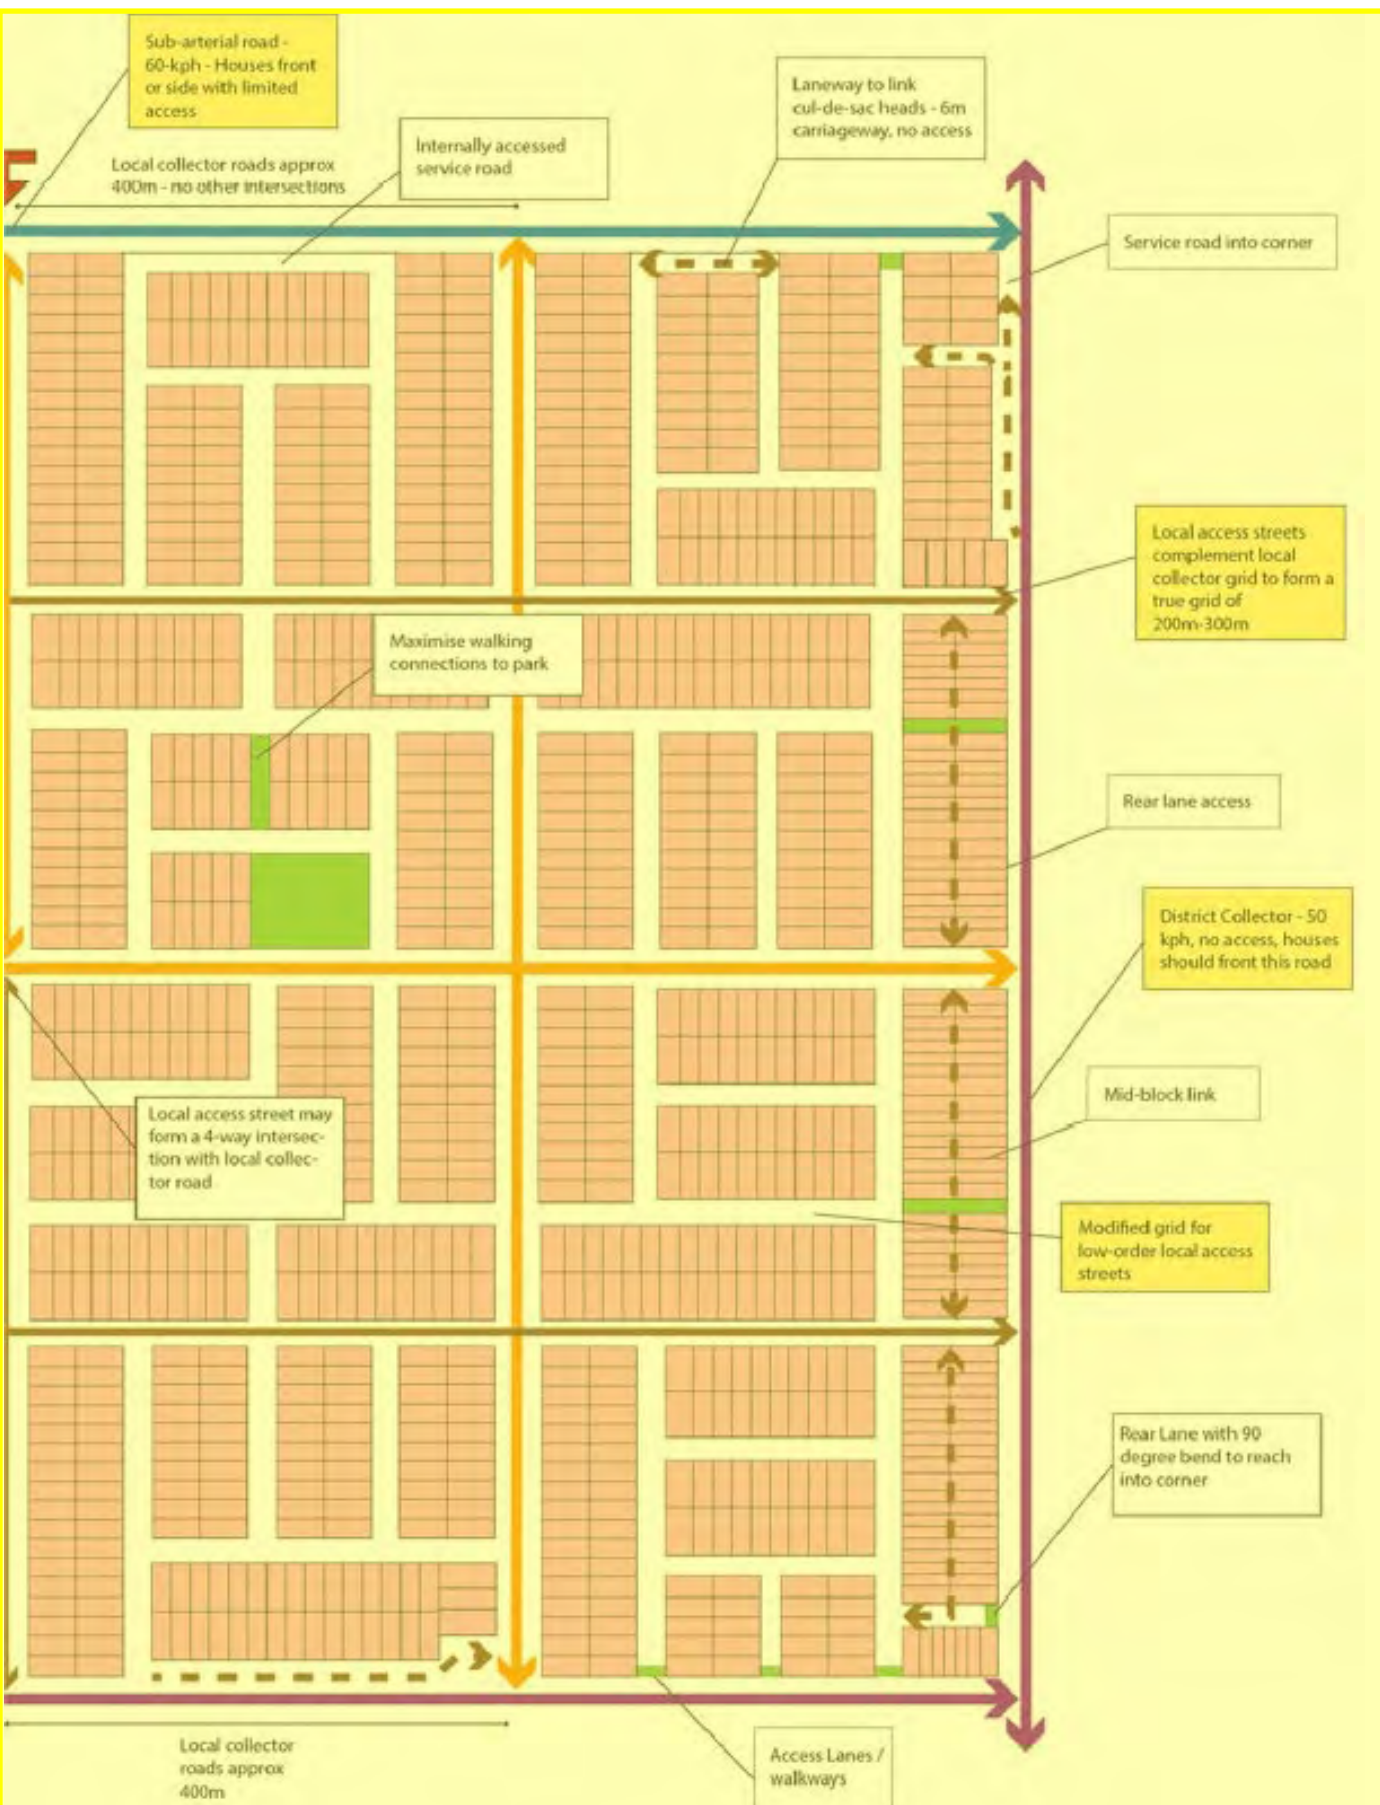 Sub-arterial road -
60-kph - Houses front
or side with limited
access
Laneway to link
cul-de-sac heads - 6m
carriageway, no access
Internally accessed
service road
Local collector roads approx
400m - no other intersections
Service road into corner
Local access streets
complement local
collector grid to form a
true grid of
200m-300m
Maximise walking
connections to park
Rear lane access
District Collector - 50
kph, no access, houses
should front this road
Mid-block link
Local access street may
form a 4-way intersec-
tion with local collec-
tor road
Modified grid for
low-order local access
streets
Rear Lane with 90
degree bend to reach
into corner
Local collector
roads approx
400m
Access Lanes /
walkways